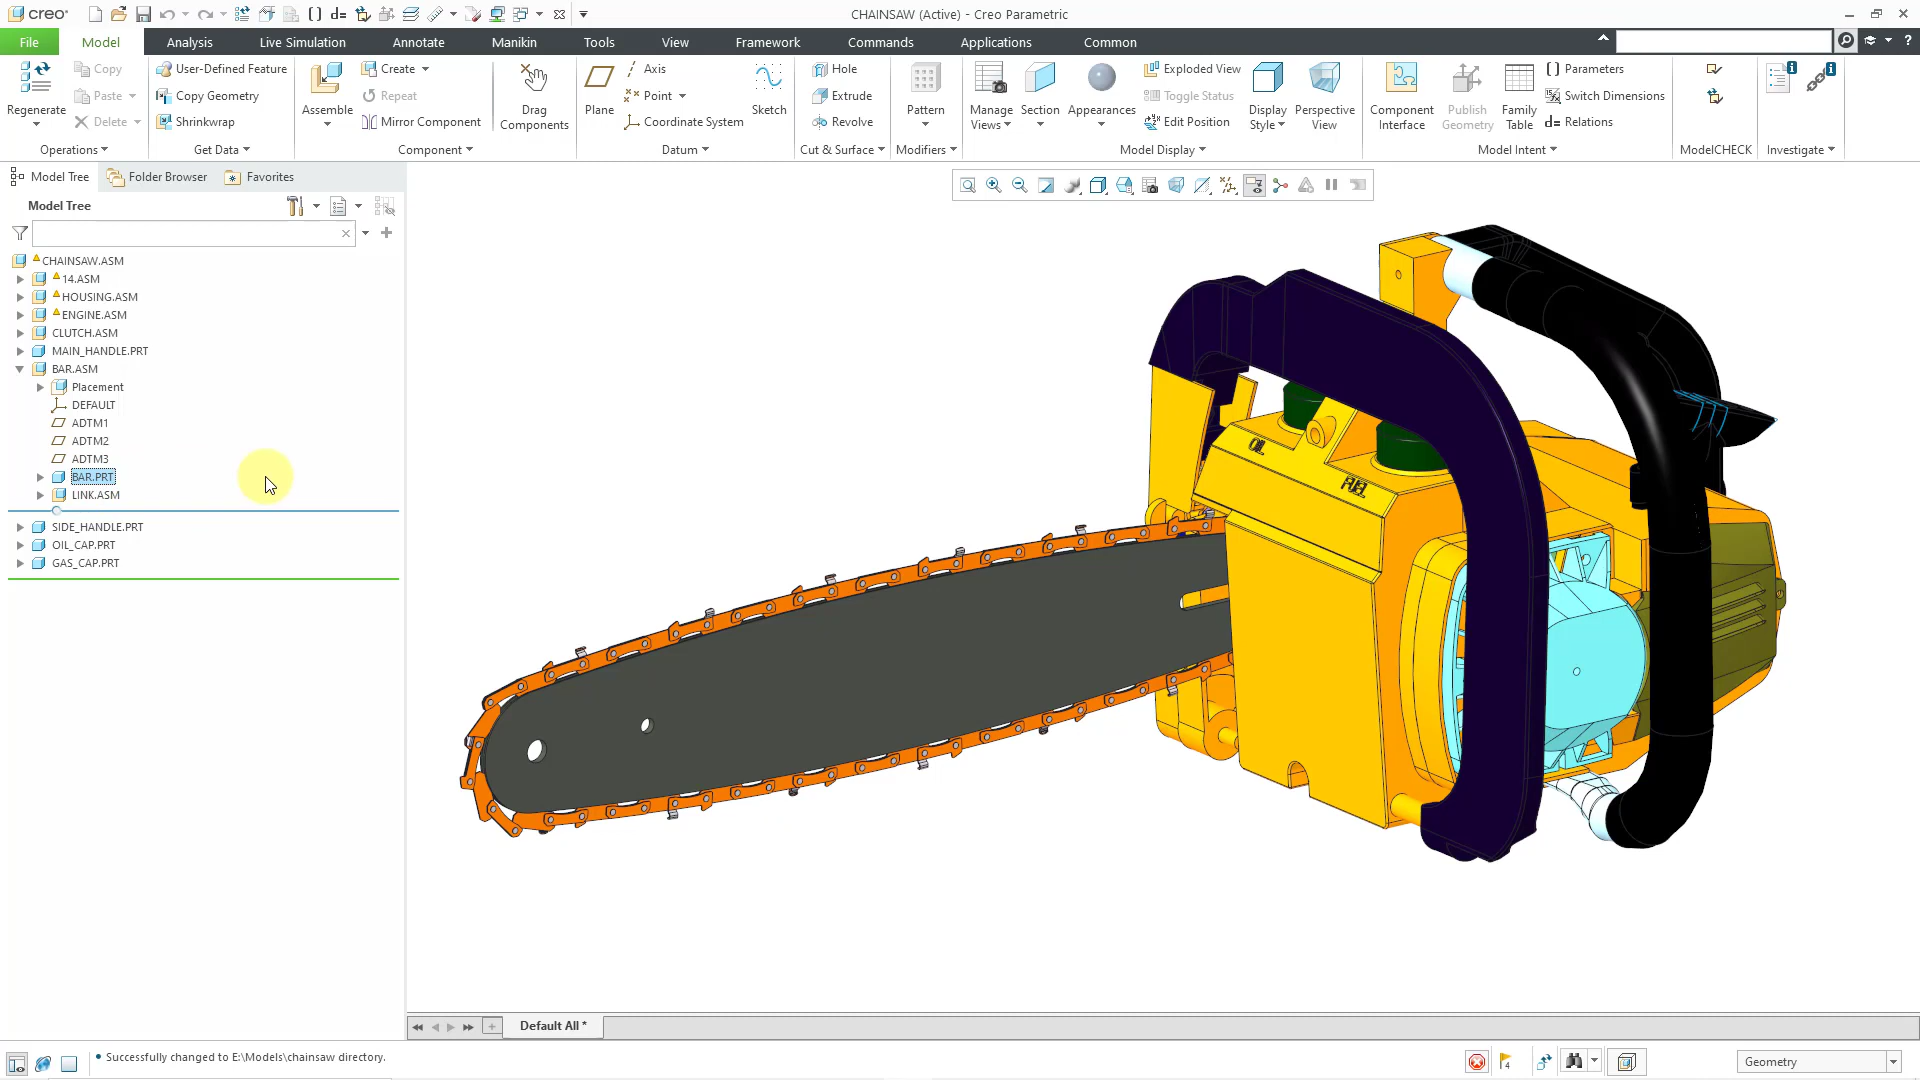 creo
CHAINSAW (Active) - Creo Parametric
File
Model
Analysis
Live Simulation
Annotate
Manikin
Tools
View
Framework
Commands
Applications
Common
Regenerate
Copy
Paste
Delete
Operations
User-Defined Feature
Copy Geometry
Shrinkwrap
Get Data
Assemble
Create
Repeat
Mirror Component
Component
Drag
Components
Plane
Axis
Point
Coordinate System
Sketch
Datum
Hole
Extrude
Revolve
Cut & Surface
Pattern
Modifiers
Manage
Views
Section
Appearances
Exploded View
Toggle Status
Edit Position
Display
Style
Perspective
View
Model Display
Component
Interface
Publish
Geometry
Family
Table
Parameters
Switch Dimensions
d= Relations
Model Intent
ModelCHECK
Investigate
Model Tree
Folder Browser
Favorites
Model Tree
CHAINSAW.ASM
14.ASM
HOUSING.ASM
ENGINE.ASM
CLUTCH.ASM
MAIN_HANDLE.PRT
BAR.ASM
Placement
DEFAULT
ADTM1
ADTM2
ADTM3
BAR.PRT
LINK.ASM
SIDE_HANDLE.PRT
OIL_CAP.PRT
GAS_CAP.PRT
OIL
FUEL
Default All *
• Successfully changed to E:\Models\chainsaw directory.
4
Geometry